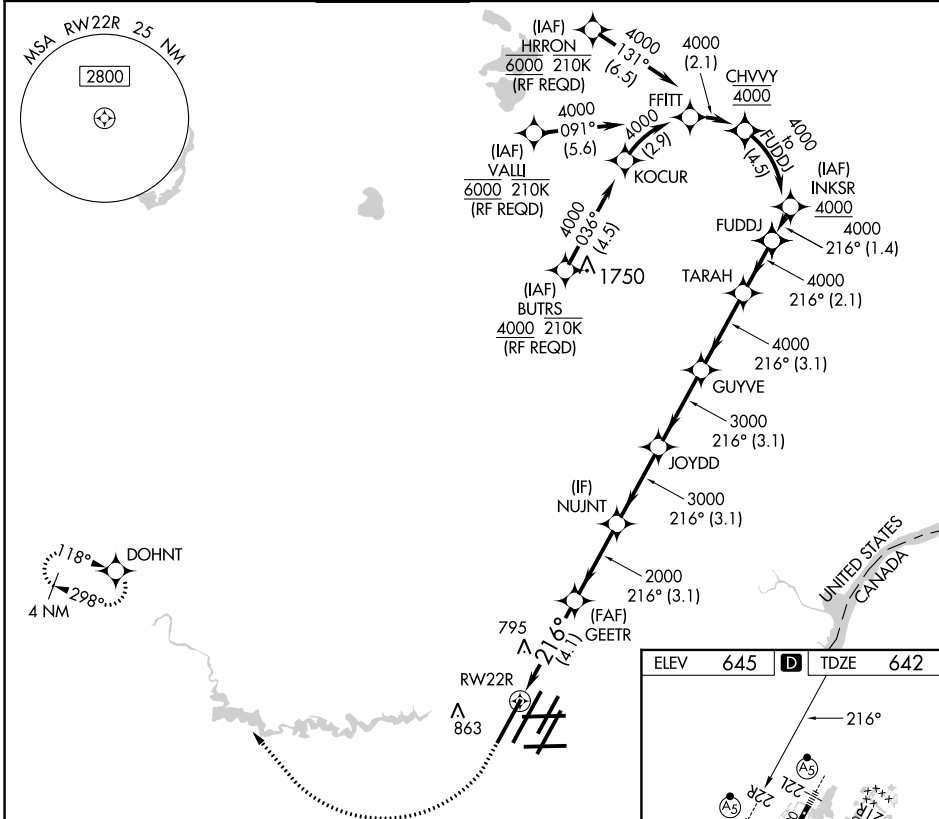 MSA RW22R 25 NM
2800
(IAF)
HRRON
6000 210K
(RF REQD)
4000
131°
(6.5)
4000
(2.1)
CHVVY
4000
FFITT
4000
091°
(5.6)
(IAF)
VALLI
6000 210K
(RF REQD)
4000
(2.9)
KOCUR
4000
to
FUDDJ
(4.5)
(IAF)
INKSR
4000
4000
216° (1.4)
FUDDJ
4000
036°
(4.5)
1750
(IAF)
BUTRS
4000 210K
(RF REQD)
TARAH
4000
216° (2.1)
4000
216° (3.1)
GUYVE
3000
216° (3.1)
JOYDD
3000
216° (3.1)
(IF)
NUJNT
2000
216° (3.1)
(FAF)
GEETR
118°
298°
4 NM
DOHNT
UNITED STATES
CANADA
795
216°
(4.1)
RW22R
863
ELEV 645 D TDZE 642
216°
A5
22R
22L
A5